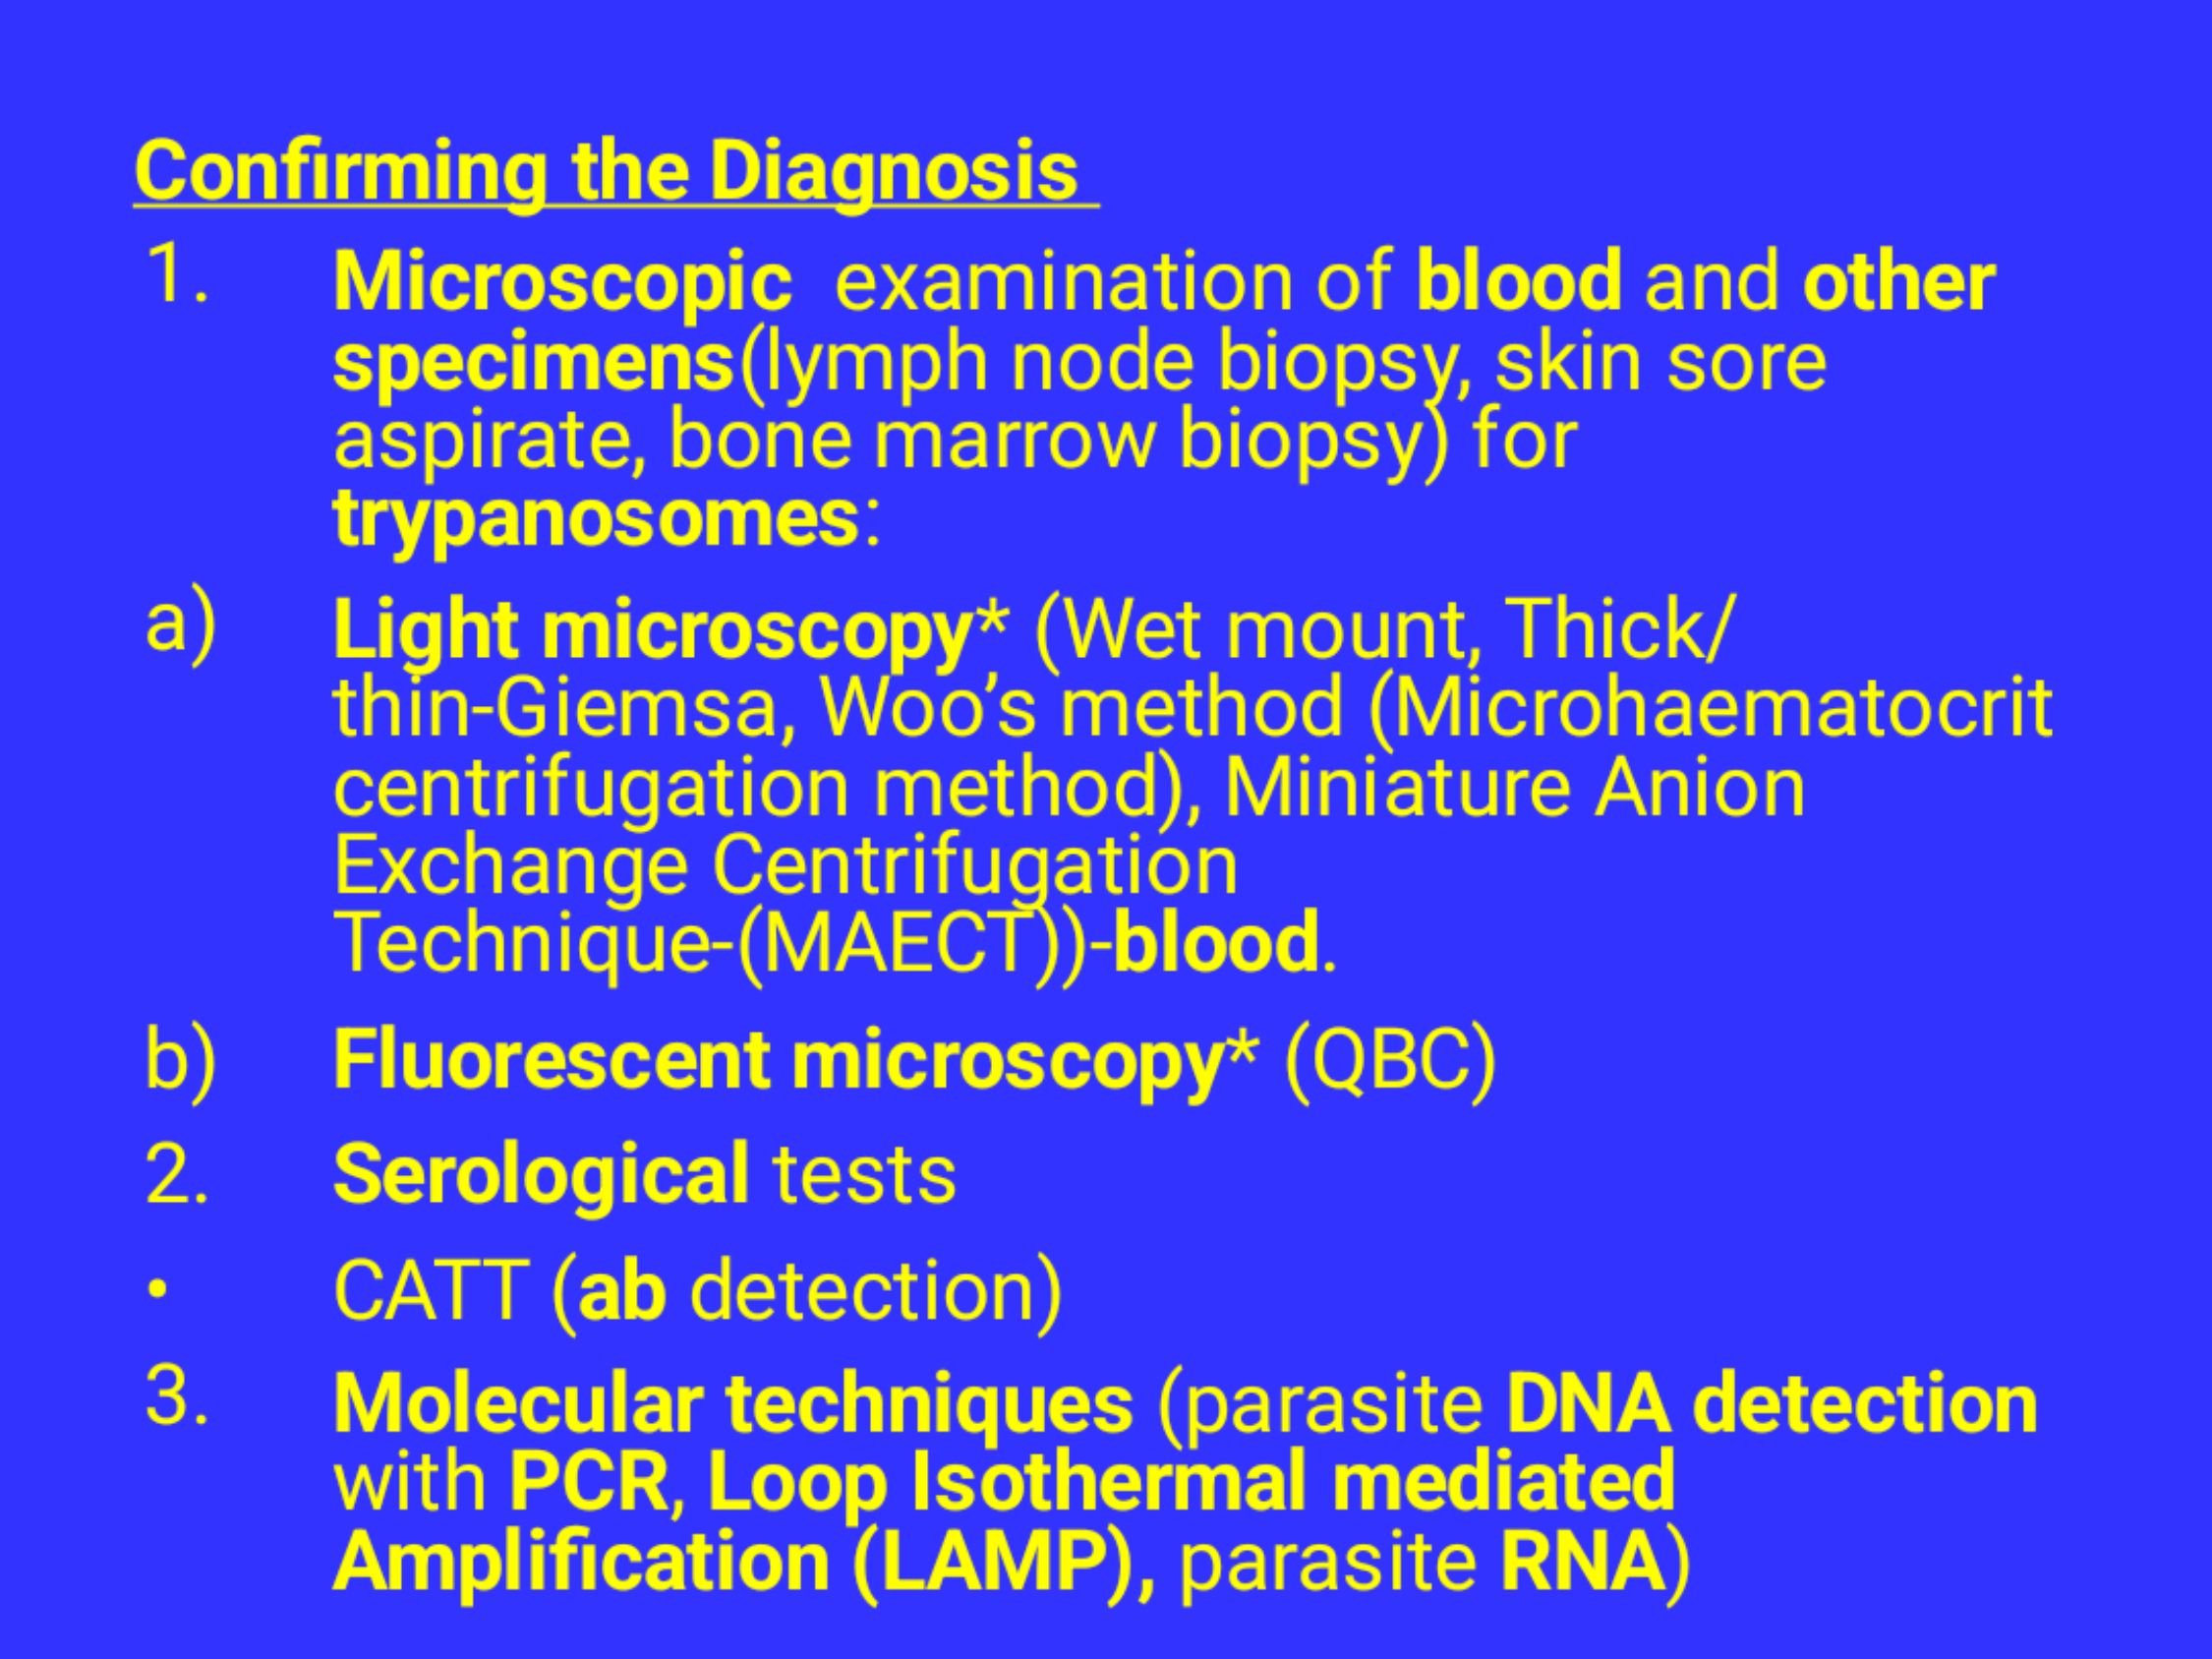 Confirming the Diagnosis
1. Microscopic examination of blood and other
specimens(lymph node biopsy, skin sore
aspirate, bone marrow biopsy) for
trypanosomes:
a) Light microscopy* (Wet mount, Thick/
thin-Giemsa, Woo’s method (Microhaematocrit
centrifugation method), Miniature Anion
Exchange Centrifugation
Technique-(MAECT))-blood.
b) Fluorescent microscopy* (QBC)
2. Serological tests
• CATT (ab detection)
3. Molecular techniques (parasite DNA detection
with PCR, Loop Isothermal mediated
Amplification (LAMP), parasite RNA)